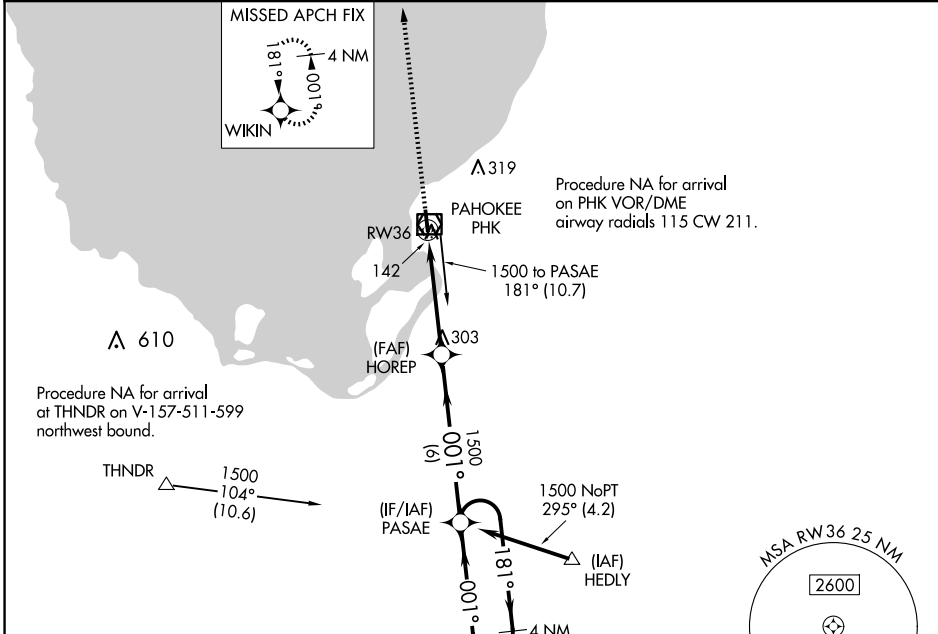 MISSED APCH FIX
4 NM
181°
001°
WIKIN
319
Procedure NA for arrival
on PHK VOR/DME
airway radials 115 CW 211.
PAHOKEE
PHK
RW36
142
1500 to PASAE
181° (10.7)
610
303
(FAF)
HOREP
Procedure NA for arrival
at THNDR on V-157-511-599
northwest bound.
1500
001°
(6)
THNDR
1500
104°
(10.6)
(IF/IAF)
PASAE
1500 NoPT
295° (4.2)
(IAF)
HEDLY
181°
001°
4 NM
MSA RW36 25 NM
2600